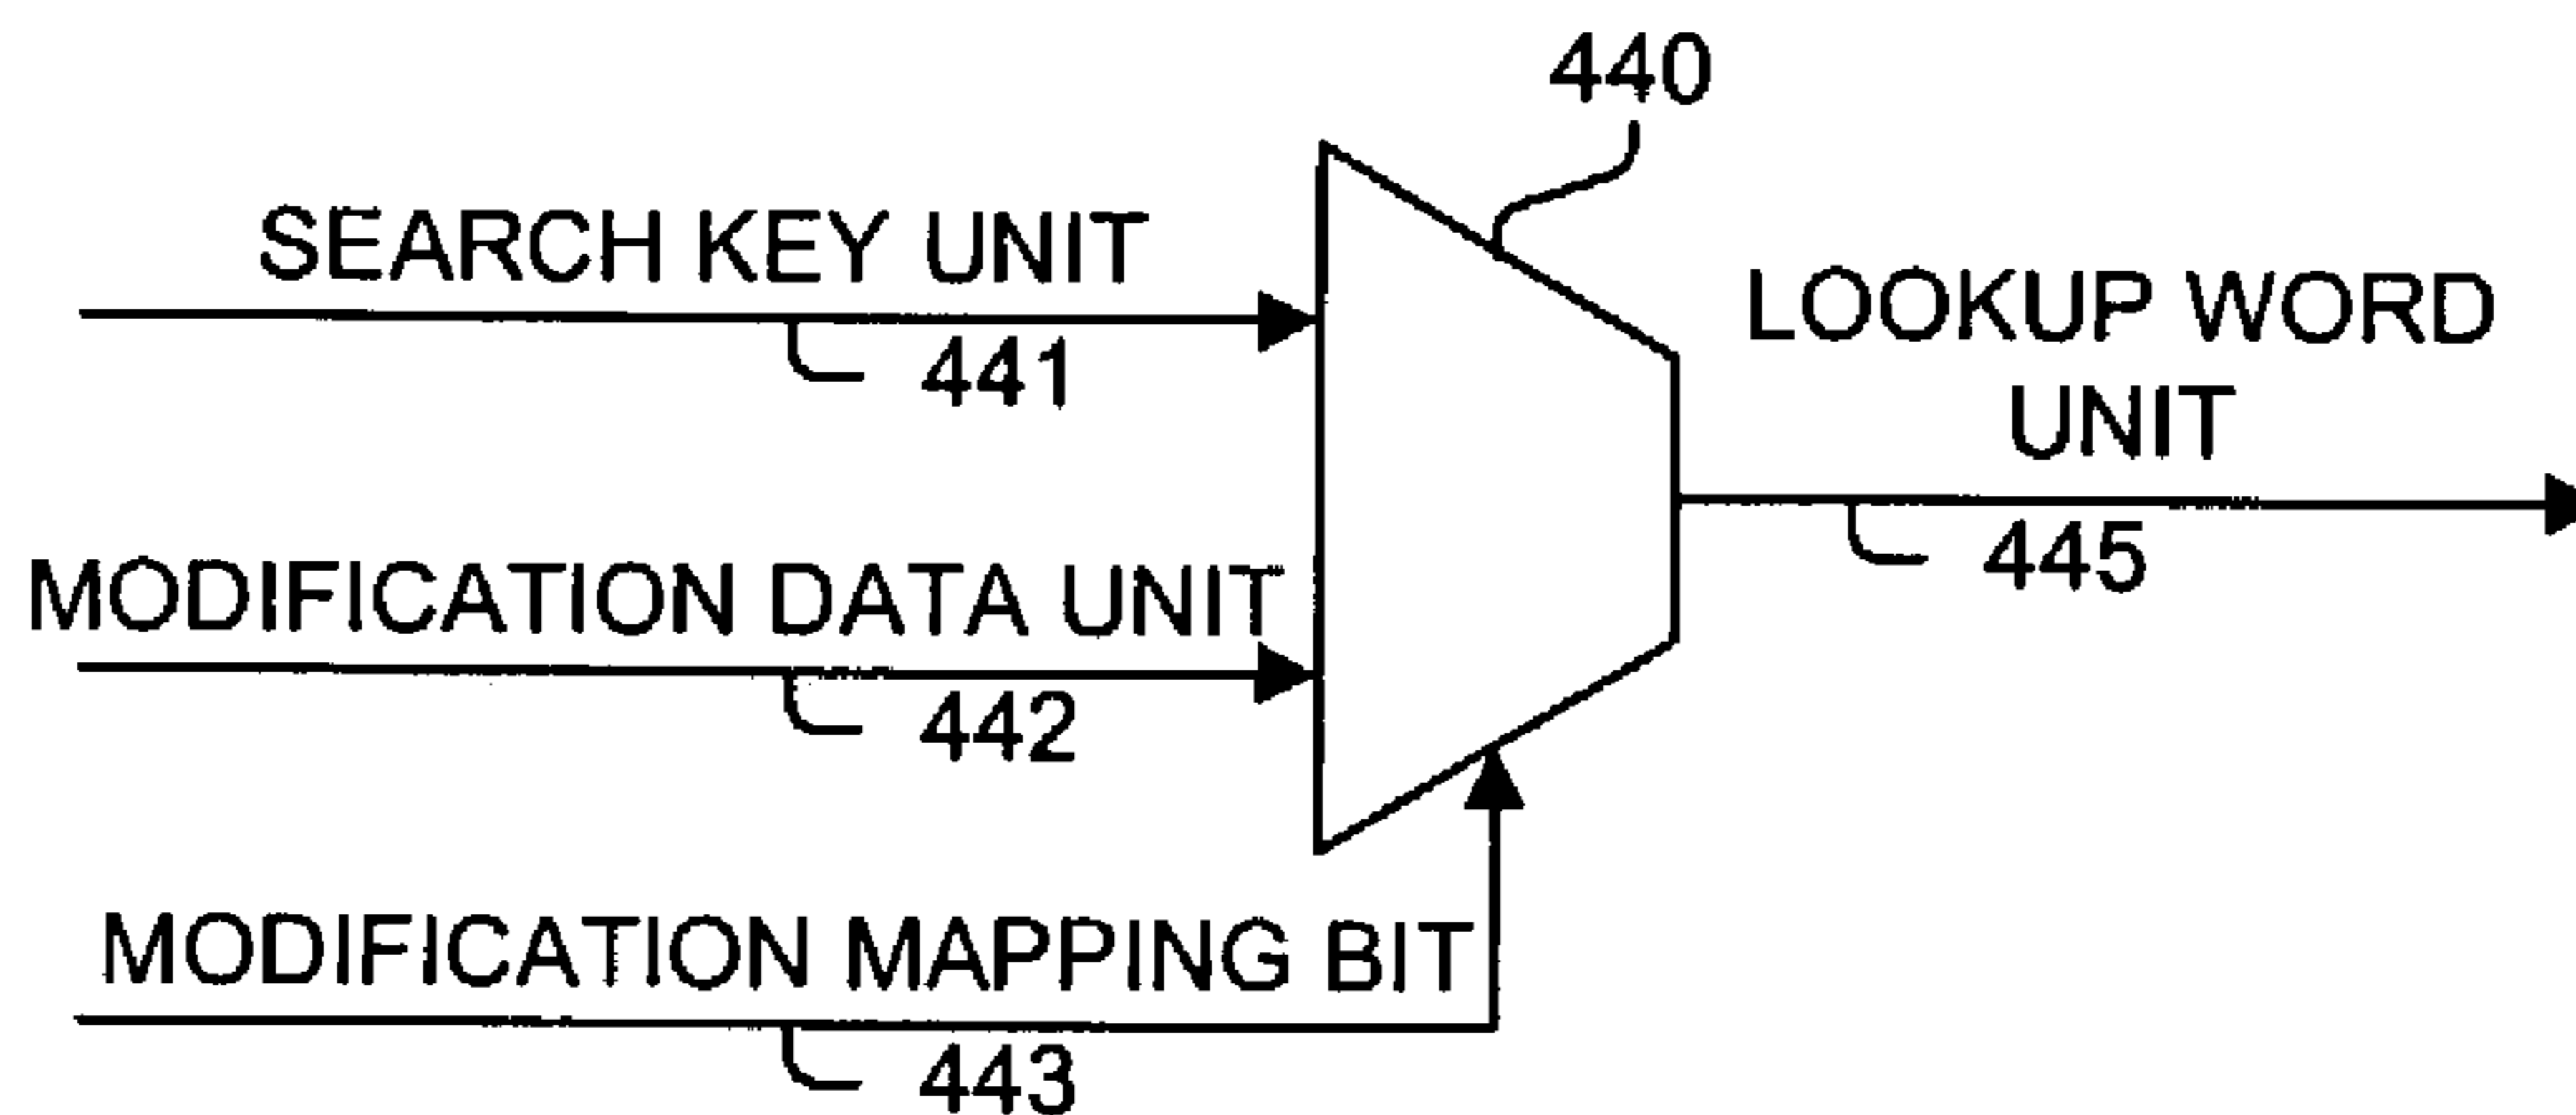 440
SEARCH KEY UNIT
441
LOOKUP WORD
UNIT
445
MODIFICATION DATA UNIT
442
MODIFICATION MAPPING BIT
443